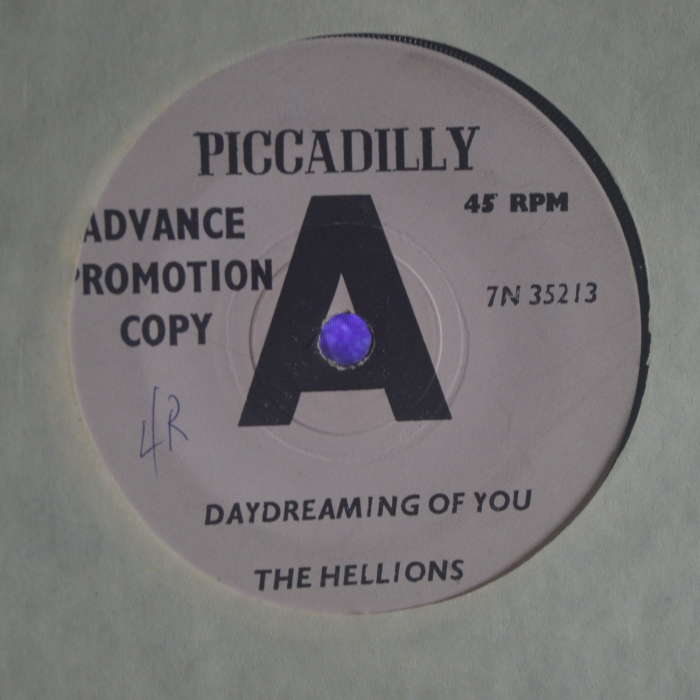 PICCADILLY
45 RPM
ADVANCE
PROMOTION
COPY
A
7N 35213
4R
DAYDREAMING OF YOU
THE HELLIONS